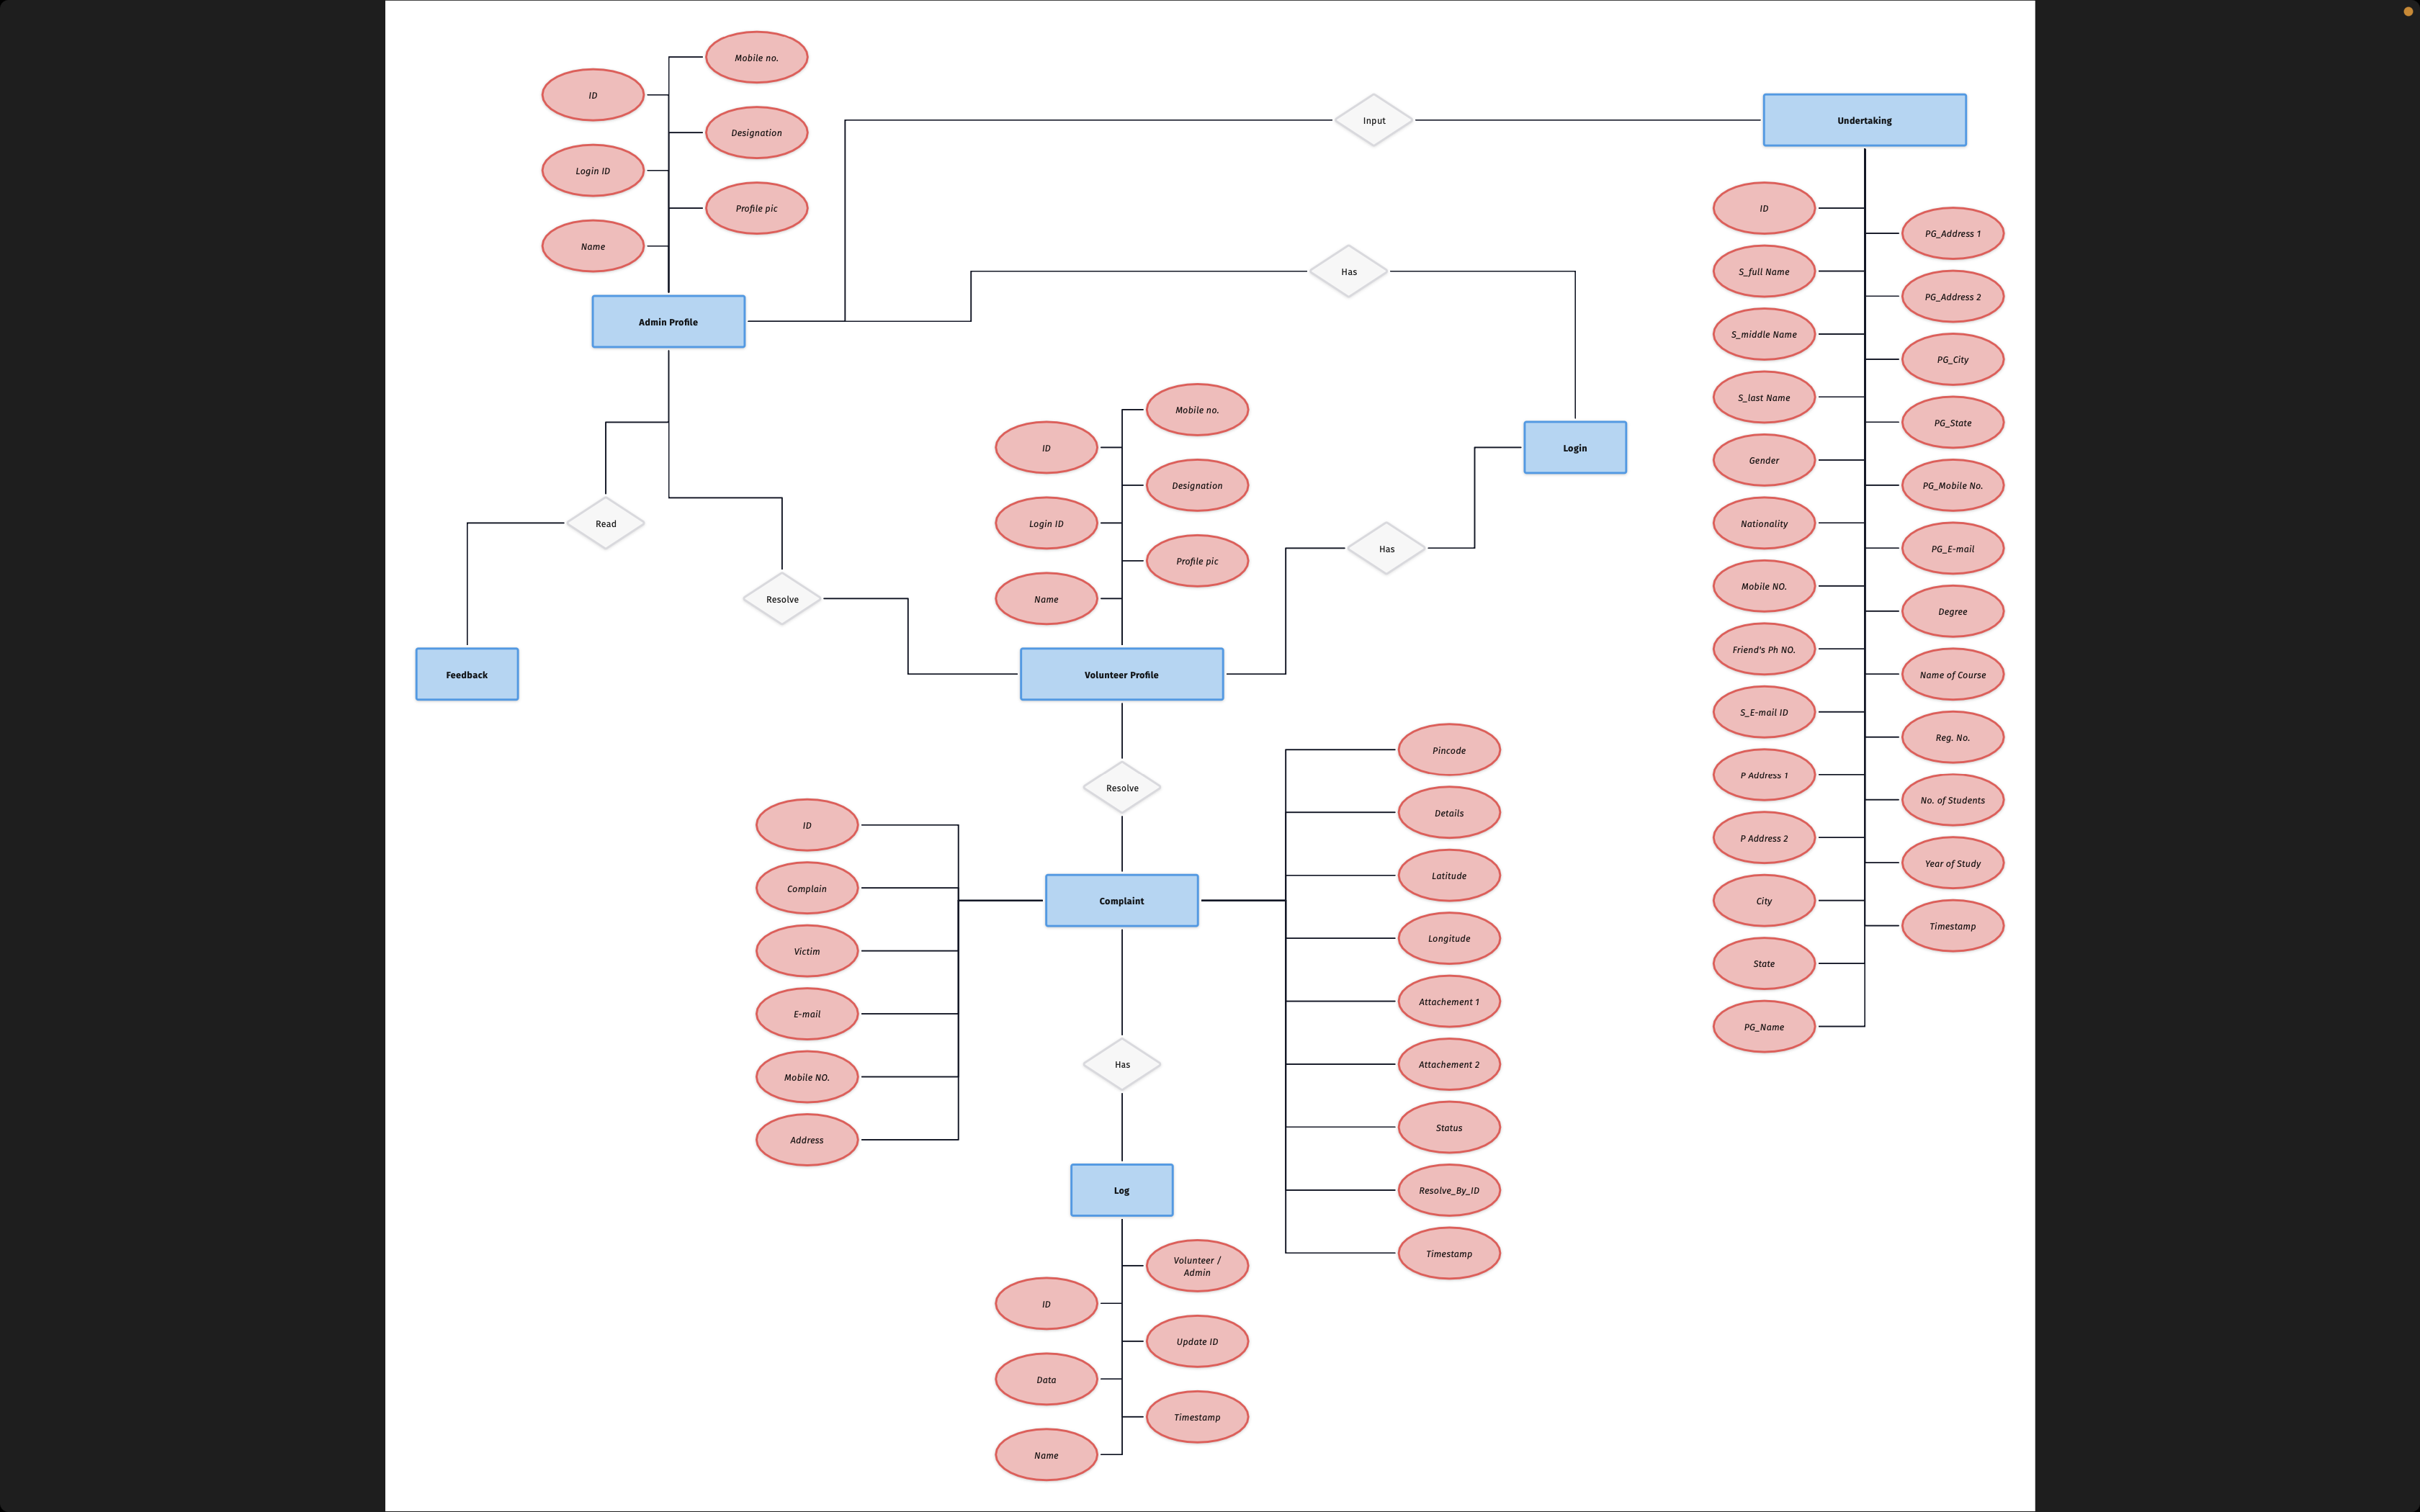 Mobile no.
ID
Designation
Login ID
Profile pic
Name
Admin Profile
Input
Undertaking
Has
Login
Has
Read
Resolve
Feedback
Mobile no.
ID
Designation
Login ID
Profile pic
Name
Volunteer Profile
Resolve
Complaint
ID
Complain
Victim
E-mail
Mobile NO.
Address
Pincode
Details
Latitude
Longitude
Attachement 1
Attachement 2
Status
Resolve_By_ID
Timestamp
Has
Log
Volunteer /
Admin
ID
Update ID
Data
Timestamp
Name
ID
S_full Name
S_middle Name
S_last Name
Gender
Nationality
Mobile NO.
Friend's Ph NO.
S_E-mail ID
P Address 1
P Address 2
City
State
PG_Name
PG_Address 1
PG_Address 2
PG_City
PG_State
PG_Mobile No.
PG_E-mail
Degree
Name of Course
Reg. No.
No. of Students
Year of Study
Timestamp